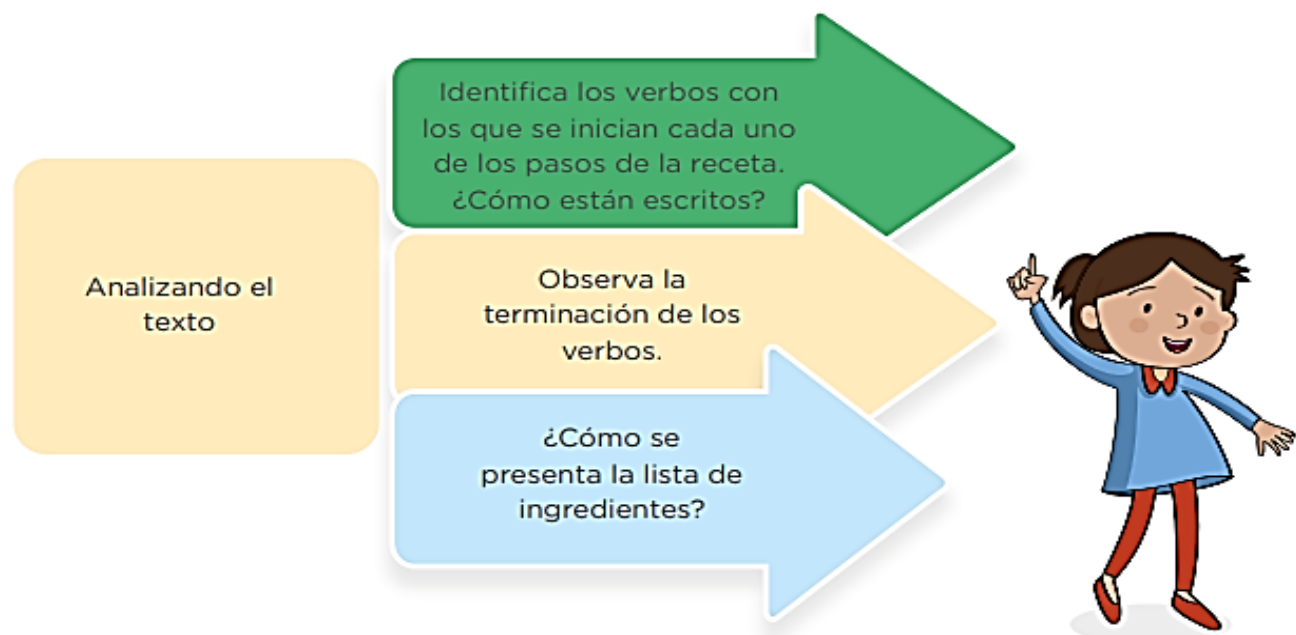 Analizando el
texto
Identifica los verbos con
los que se inician cada uno
de los pasos de la receta.
¿Cómo están escritos?
Observa la
terminación de los
verbos.
¿Cómo se
presenta la lista de
ingredientes?